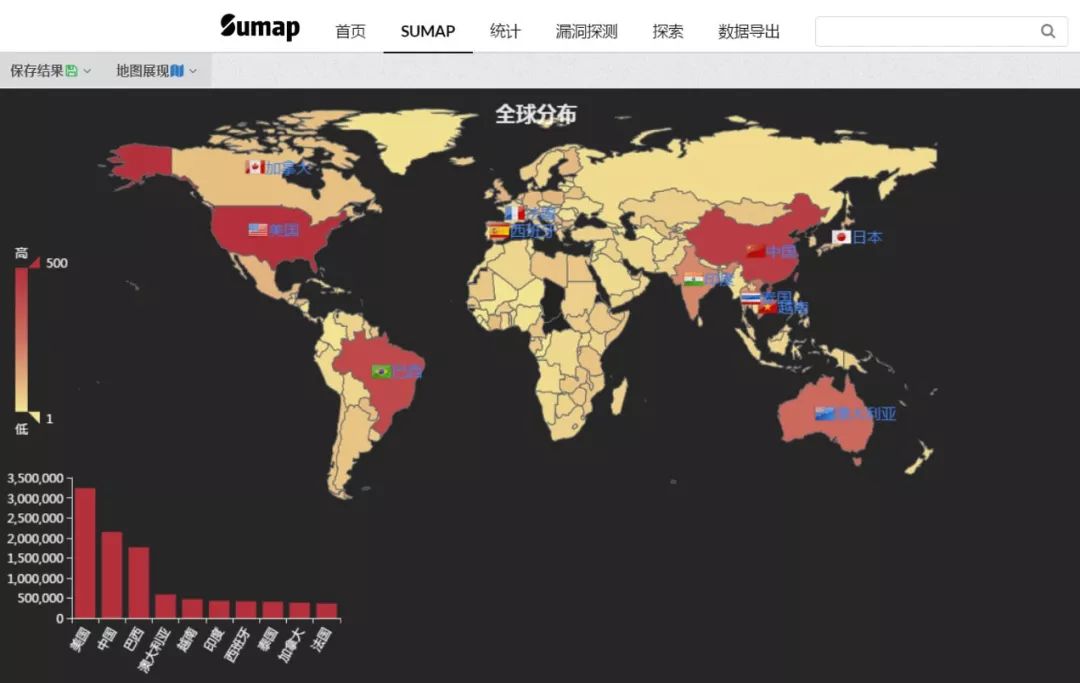 Sumap 首页 SUMAP 统计 漏洞探测 探索 数据导出
保存结果 地图展现
全球分布
加拿大
美国
西班牙
日本
中国
印度
泰国
越南
巴西
澳大利亚
高
500
1
低
3,500,000
3,000,000
2,500,000
2,000,000
1,500,000
1,000,000
500,000
0
美国 中国 巴西 澳大利亚 越南 印度 西班牙 泰国 加拿大 法国